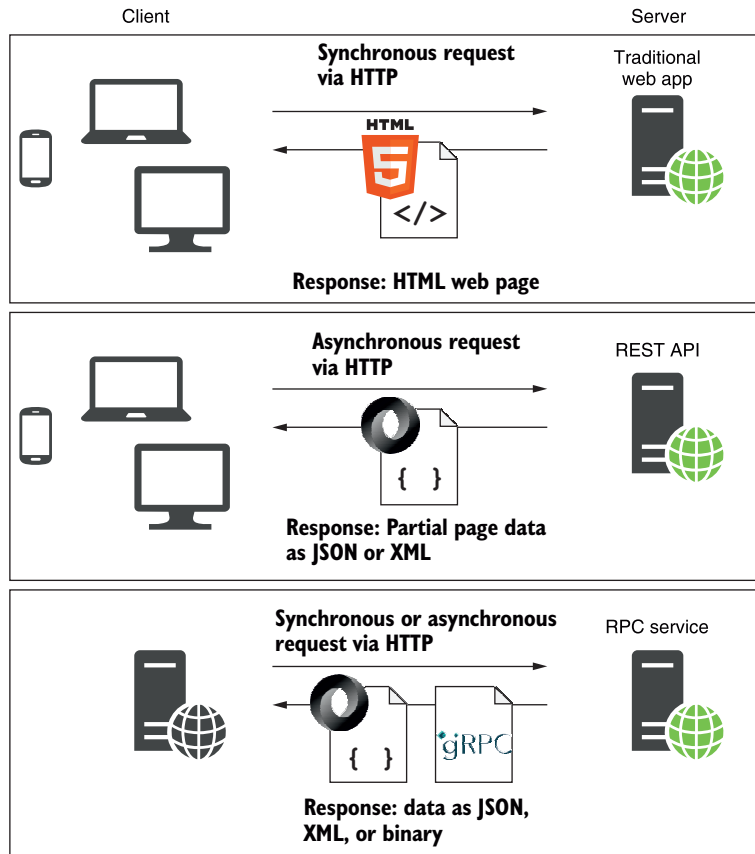 Client
Server
Synchronous request
via HTTP
Traditional
web app
HTML
5
</>
Response: HTML web page
Asynchronous request
via HTTP
REST API
{ }
Response: Partial page data
as JSON or XML
Synchronous or asynchronous
request via HTTP
RPC service
{ }
gRPC
Response: data as JSON,
XML, or binary